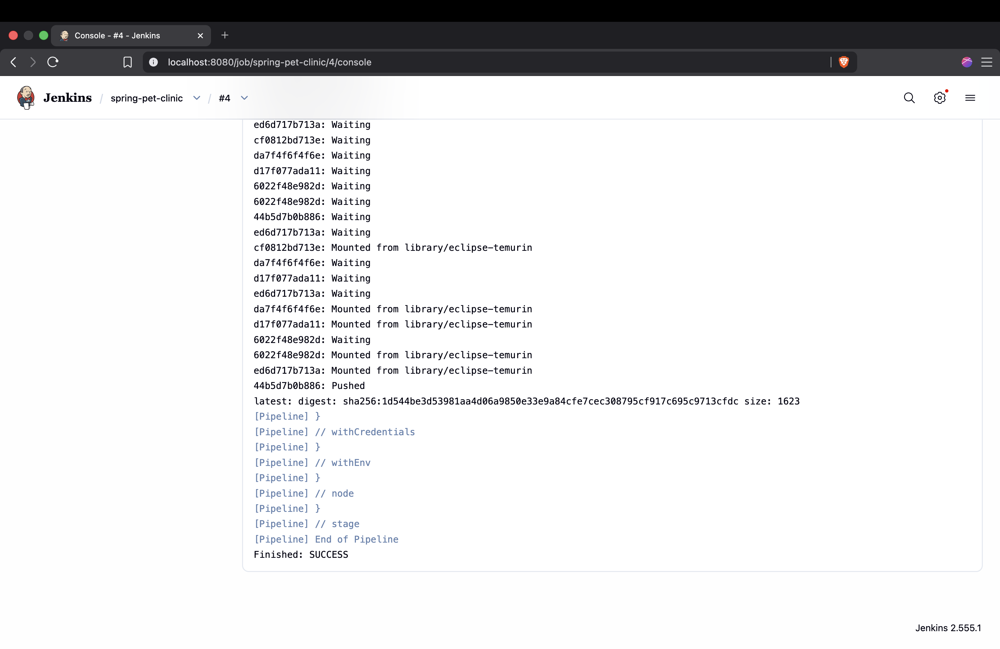 Console - #4 - Jenkins
localhost:8080/job/spring-pet-clinic/4/console
Jenkins / spring-pet-clinic / #4
ed6d717b713a: Waiting
cf0812bd713e: Waiting
da7f4f6f4f6e: Waiting
d17f077ada11: Waiting
6022f48e982d: Waiting
6022f48e982d: Waiting
44b5d7b0b886: Waiting
ed6d717b713a: Waiting
cf0812bd713e: Mounted from library/eclipse-temurin
da7f4f6f4f6e: Waiting
d17f077ada11: Waiting
ed6d717b713a: Waiting
da7f4f6f4f6e: Mounted from library/eclipse-temurin
d17f077ada11: Mounted from library/eclipse-temurin
6022f48e982d: Waiting
6022f48e982d: Mounted from library/eclipse-temurin
ed6d717b713a: Mounted from library/eclipse-temurin
44b5d7b0b886: Pushed
latest: digest: sha256:1d544be3d53981aa4d06a9850e33e9a84cfe7cec308795cf917c695c9713cfdc size: 1623
[Pipeline] }
[Pipeline] // withCredentials
[Pipeline] }
[Pipeline] // withEnv
[Pipeline] }
[Pipeline] // node
[Pipeline] }
[Pipeline] // stage
[Pipeline] End of Pipeline
Finished: SUCCESS
Jenkins 2.555.1